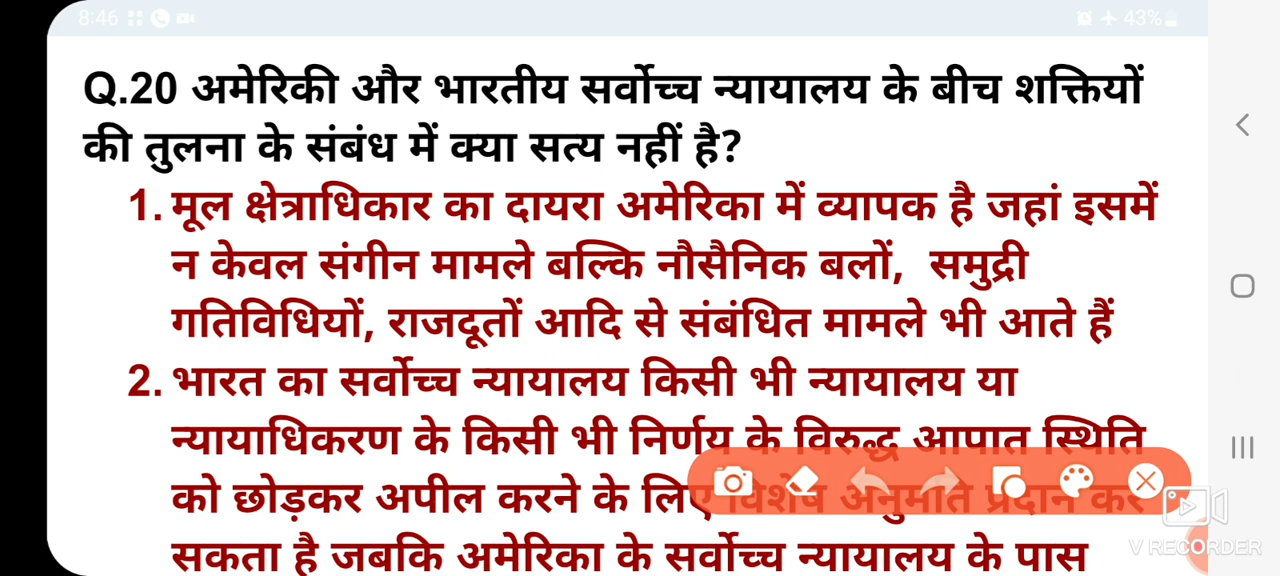 8:46
43%
Q.20 अमेरिकी और भारतीय सर्वोच्च न्यायालय के बीच शक्तियों
की तुलना के संबंध में क्या सत्य नहीं है?
1. मूल क्षेत्राधिकार का दायरा अमेरिका में व्यापक है जहां इसमें
न केवल संगीन मामले बल्कि नौसैनिक बलों, समुद्री
गतिविधियों, राजदूतों आदि से संबंधित मामले भी आते हैं
2. भारत का सर्वोच्च न्यायालय किसी भी न्यायालय या
न्यायाधिकरण के किसी भी निर्णय के विरुद्ध आपात स्थिति
को छोड़कर अपील करने के लिए विशेष अनुमति प्रदान कर
सकता है जबकि अमेरिका के सर्वोच्च न्यायालय के पास
V RECORDER